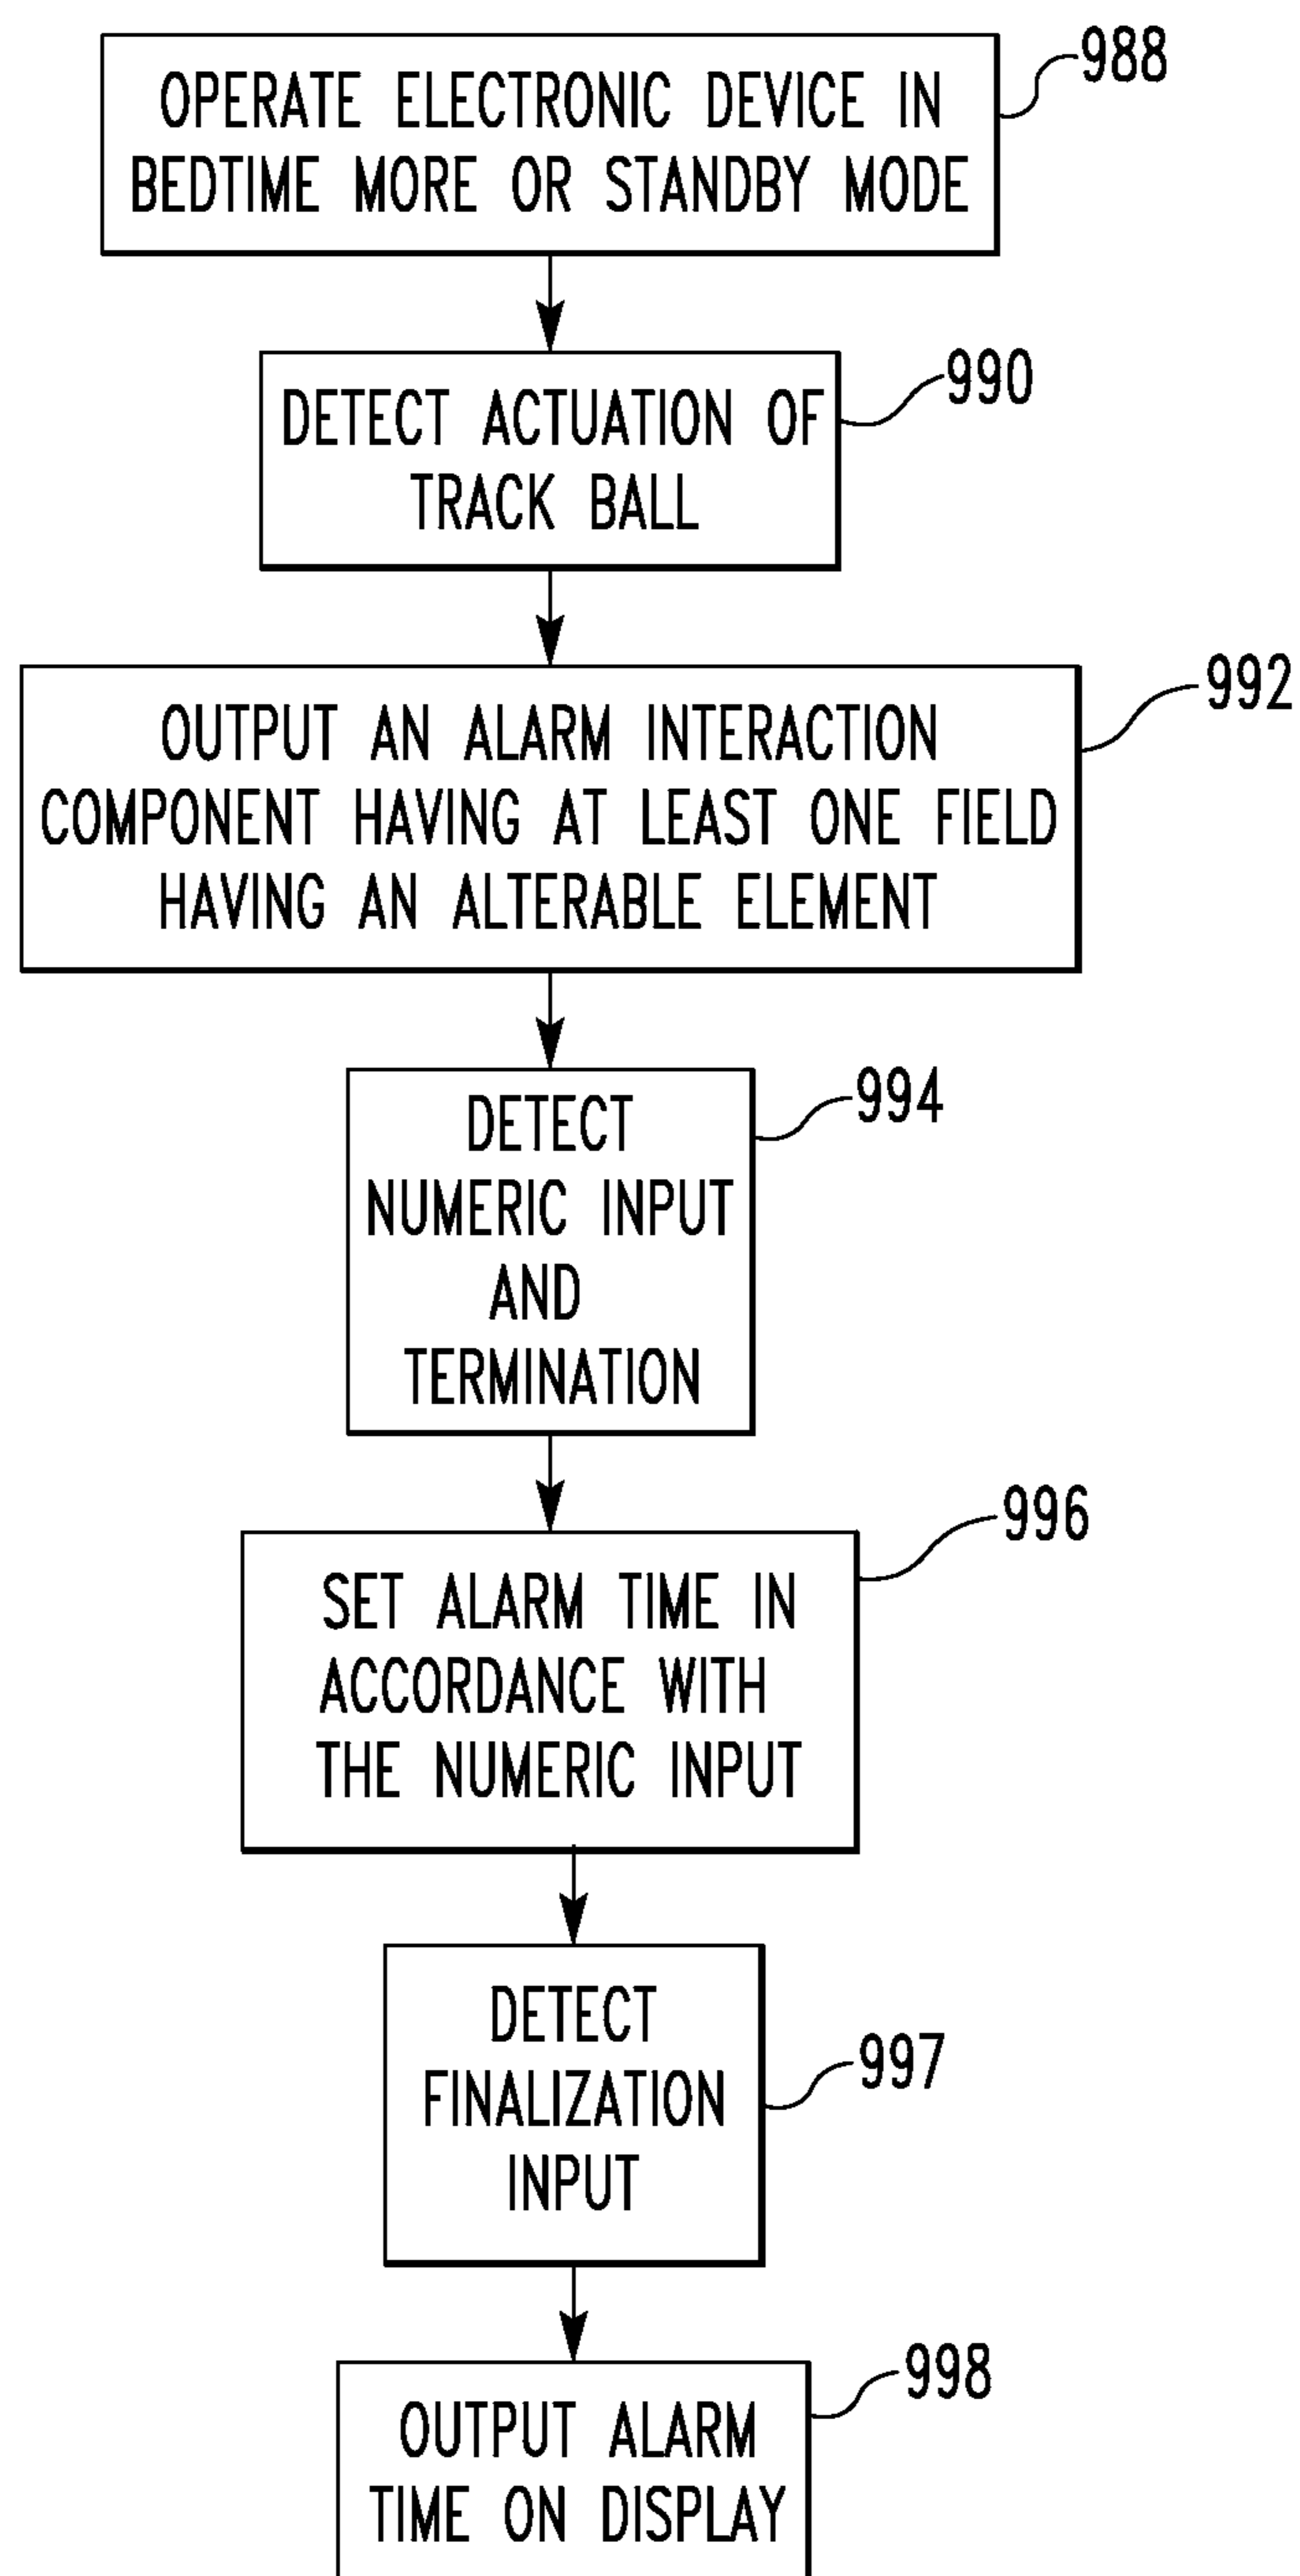 OPERATE ELECTRONIC DEVICE IN
BEDTIME MORE OR STANDBY MODE
988
DETECT ACTUATION OF
TRACK BALL
990
OUTPUT AN ALARM INTERACTION
COMPONENT HAVING AT LEAST ONE FIELD
HAVING AN ALTERABLE ELEMENT
992
DETECT
NUMERIC INPUT
AND
TERMINATION
994
SET ALARM TIME IN
ACCORDANCE WITH
THE NUMERIC INPUT
996
DETECT
FINALIZATION
INPUT
997
OUTPUT ALARM
TIME ON DISPLAY
998